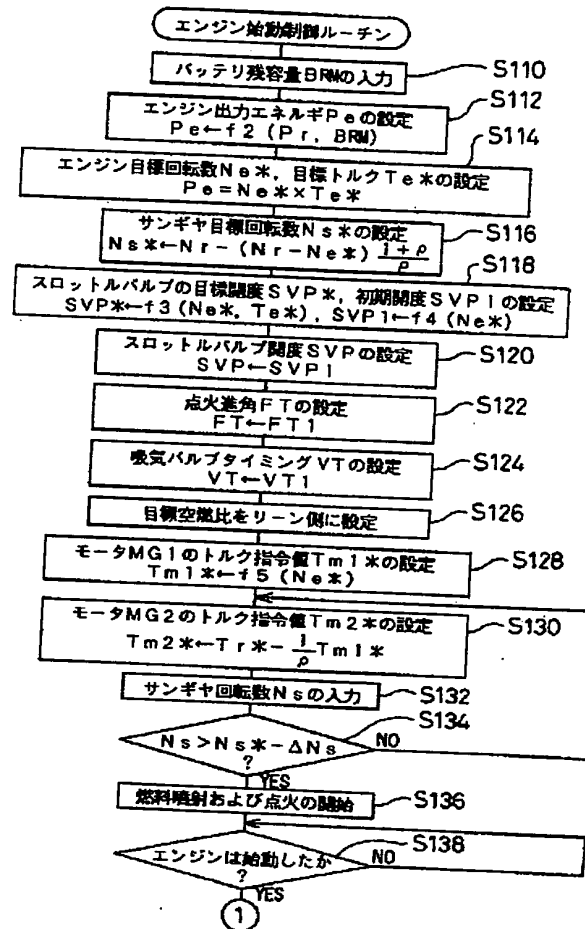 エンジン始動制御ルーチン
バッテリ残容量BRMの入力
S110
エンジン出力エネルギPeの設定
Pe←f2(Pr, BRM)
S112
エンジン目標回転数Ne*, 目標トルクTe*の設定
Pe=Ne*×Te*
S114
サンギヤ目標回転数Ns*の設定
Ns*←Nr-(Nr-Ne*) 1+ρ/ρ
S116
スロットルバルブの目標開度SVP*, 初期開度SVP1の設定
SVP*←f3(Ne*, Te*), SVP1←f4(Ne*)
S118
スロットルバルブ開度SVPの設定
SVP←SVP1
S120
点火進角FTの設定
FT←FT1
S122
吸気バルブタイミングVTの設定
VT←VT1
S124
目標空燃比をリーン側に設定
S126
モータMG1のトルク指令値Tm1*の設定
Tm1*←f5(Ne*)
S128
モータMG2のトルク指令値Tm2*の設定
Tm2*←Tr*- 1/ρ Tm1*
S130
サンギヤ回転数Nsの入力
S132
Ns>Ns*-ΔNs
?
S134
NO
YES
燃料噴射および点火の開始
S136
エンジンは始動したか
?
S138
NO
YES
1